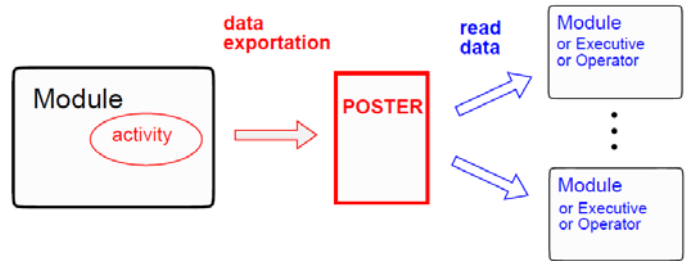 data
exportation
read
data
Module
activity
POSTER
Module
or Executive
or Operator
Module
or Executive
or Operator